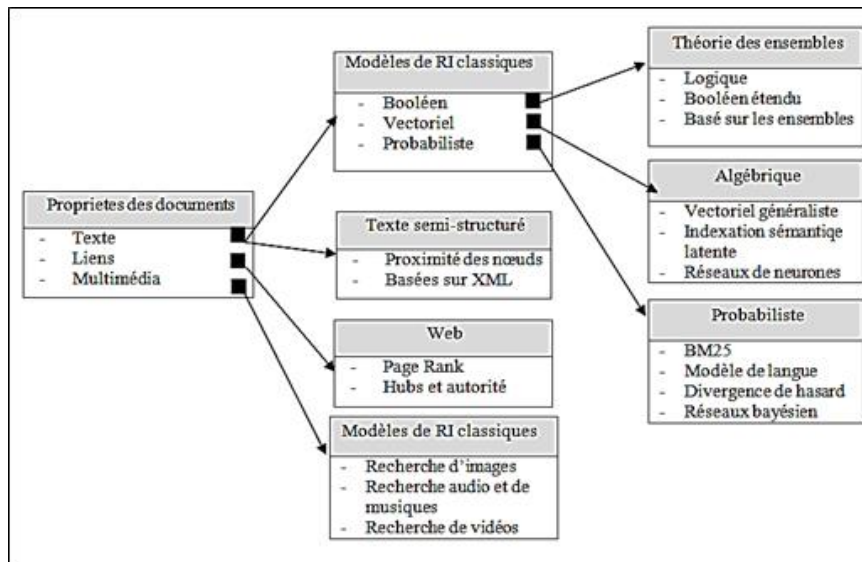 Modèles de RI classiques
- Booléen
- Vectoriel
- Probabiliste
Théorie des ensembles
- Logique
- Booléen étendu
- Basé sur les ensembles
Algébrique
- Vectoriel généraliste
- Indexation sémantiqe
latente
- Réseaux de neurones
Proprietes des documents
- Texte
- Liens
- Multimédia
Texte semi-structuré
- Proximité des nœuds
- Basées sur XML
Probabiliste
- BM25
- Modèle de langue
- Divergence de hasard
- Réseaux bayésien
Web
- Page Rank
- Hubs et autorité
Modèles de RI classiques
- Recherche d'images
- Recherche audio et de
musiques
- Recherche de vidéos